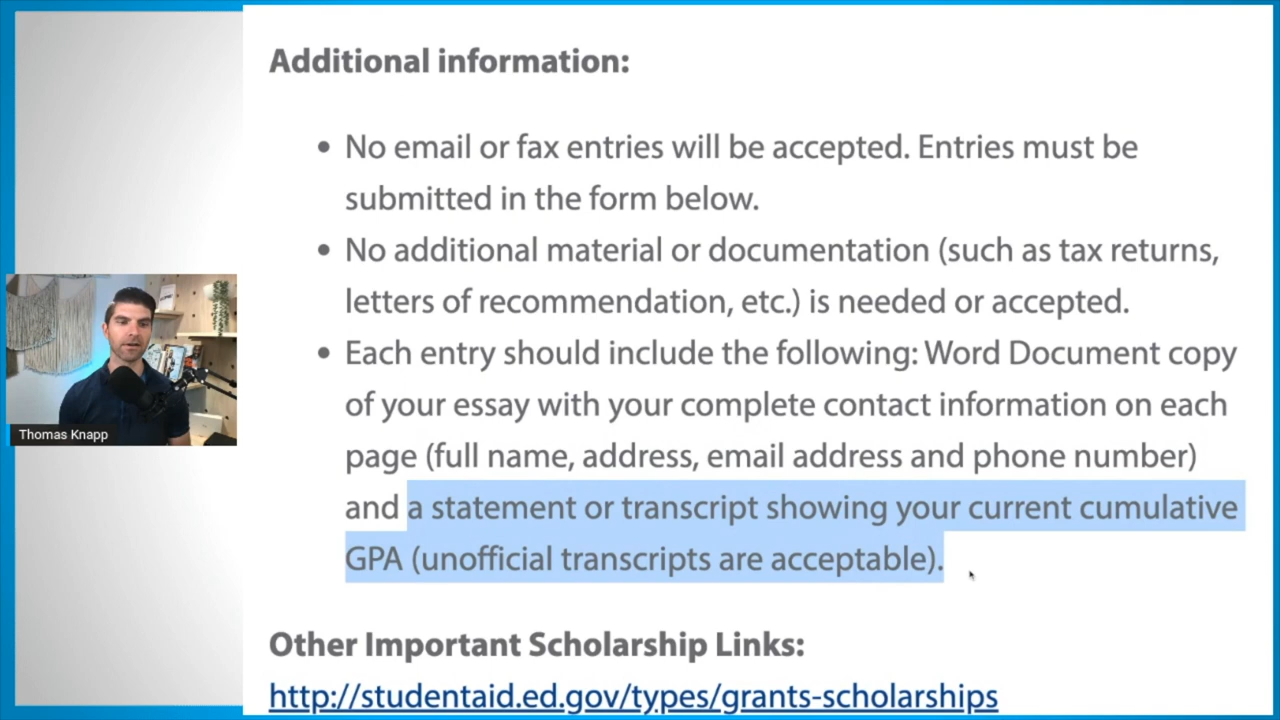 Additional information:
No email or fax entries will be accepted. Entries must be
submitted in the form below.
No additional material or documentation (such as tax returns,
letters of recommendation, etc.) is needed or accepted.
Each entry should include the following: Word Document copy
of your essay with your complete contact information on each
page (full name, address, email address and phone number)
and a statement or transcript showing your current cumulative
GPA (unofficial transcripts are acceptable).
Other Important Scholarship Links:
http://studentaid.ed.gov/types/grants-scholarships
Thomas Knapp